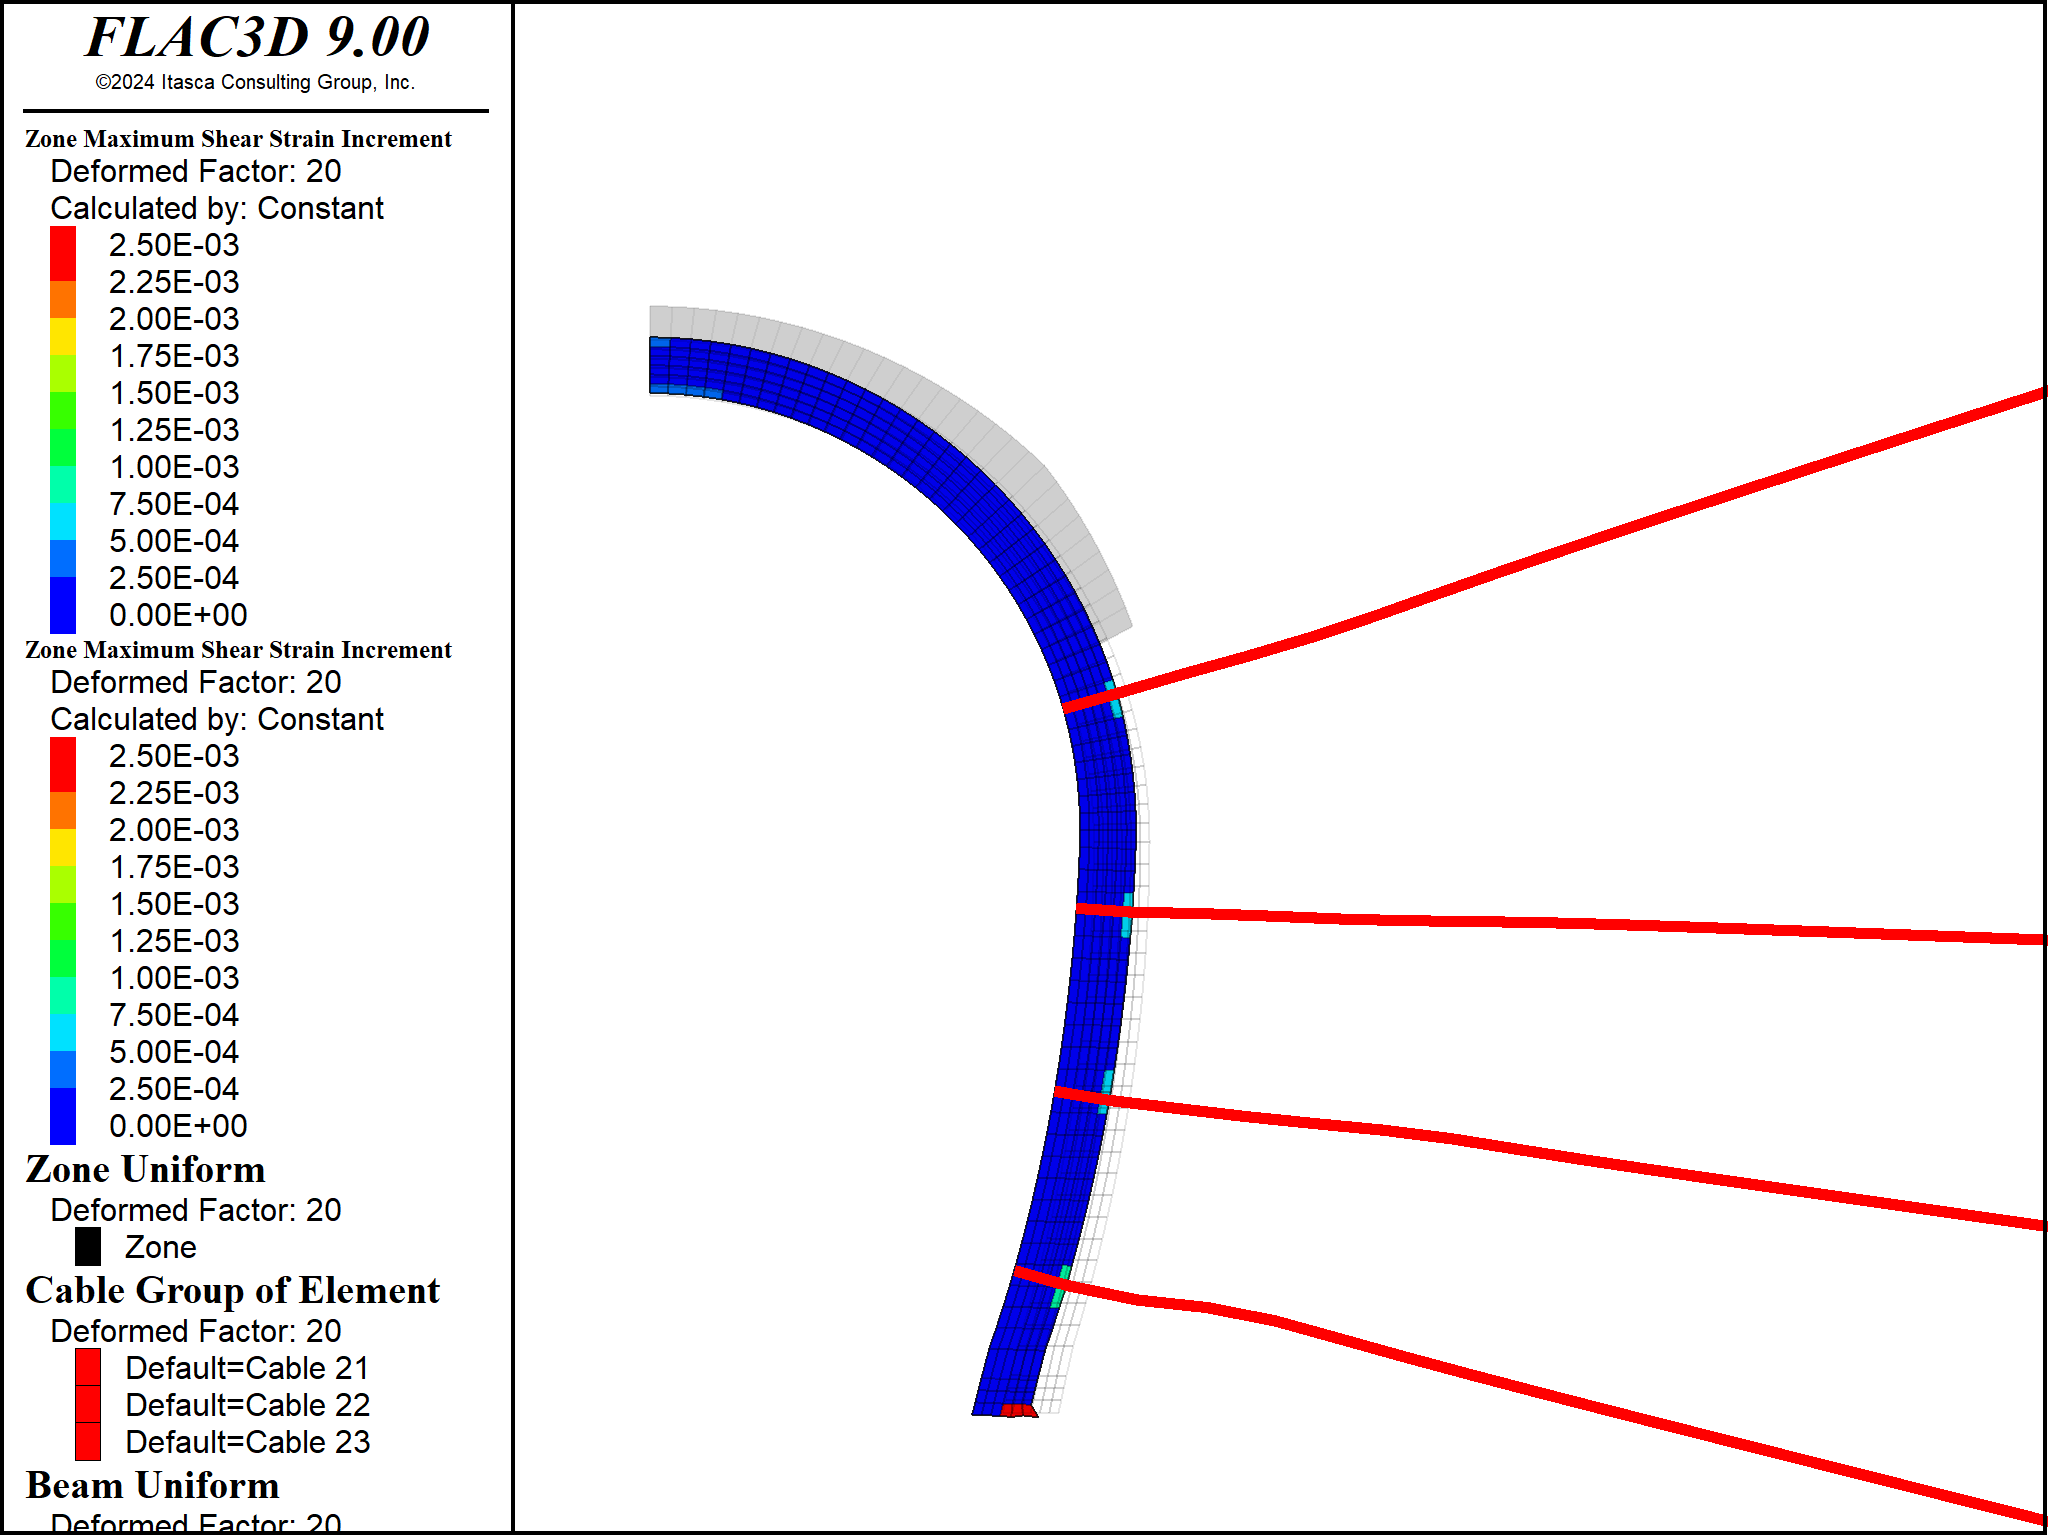 FLAC3D 9.00
©2024 Itasca Consulting Group, Inc.
Zone Maximum Shear Strain Increment
Deformed Factor: 20
Calculated by: Constant
2.50E-03
2.25E-03
2.00E-03
1.75E-03
1.50E-03
1.25E-03
1.00E-03
7.50E-04
5.00E-04
2.50E-04
0.00E+00
Zone Maximum Shear Strain Increment
Deformed Factor: 20
Calculated by: Constant
2.50E-03
2.25E-03
2.00E-03
1.75E-03
1.50E-03
1.25E-03
1.00E-03
7.50E-04
5.00E-04
2.50E-04
0.00E+00
Zone Uniform
Deformed Factor: 20
Zone
Cable Group of Element
Deformed Factor: 20
Default=Cable 21
Default=Cable 22
Default=Cable 23
Beam Uniform
Deformed Factor: 20